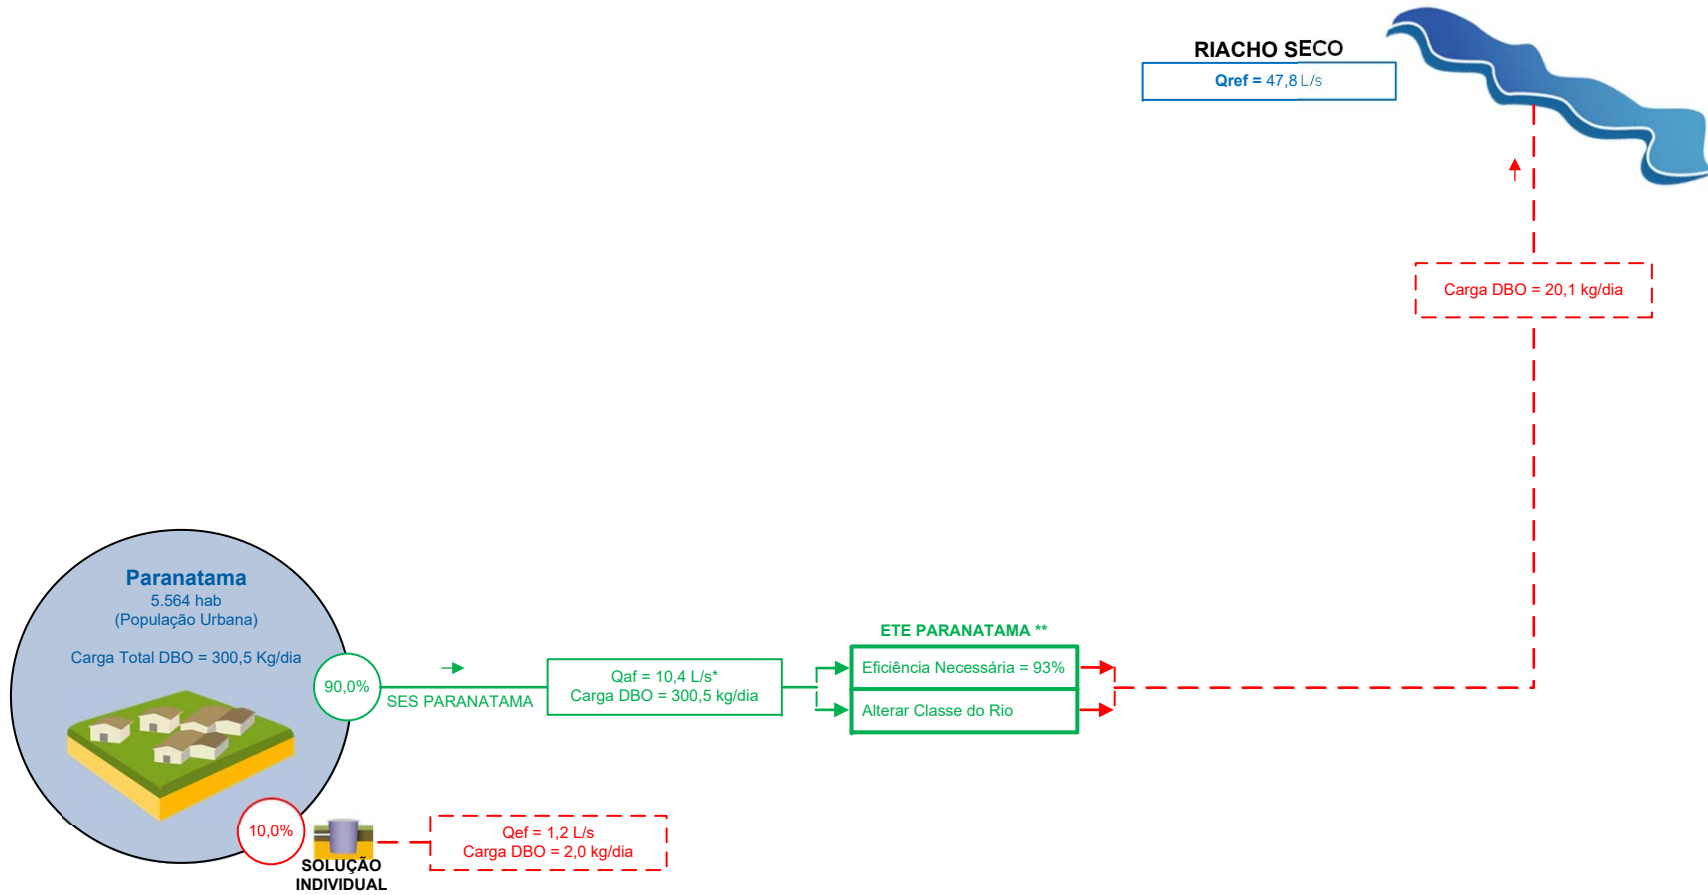 RIACHO SECO
Qref = 47,8 L/s
Carga DBO = 20,1 kg/dia
Paranatama
5.564 hab
(População Urbana)
Carga Total DBO = 300,5 Kg/dia
90,0%
SES PARANATAMA
Qaf = 10,4 L/s*
Carga DBO = 300,5 kg/dia
ETE PARANATAMA **
Eficiência Necessária = 93%
Alterar Classe do Rio
10,0%
SOLUÇÃO
INDIVIDUAL
Qef = 1,2 L/s
Carga DBO = 2,0 kg/dia